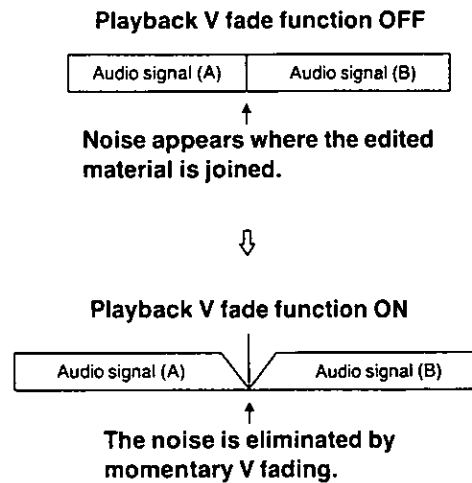 Playback V fade function OFF
Audio signal (A) Audio signal (B)
Noise appears where the edited
material is joined.
Playback V fade function ON
Audio signal (A) Audio signal (B)
The noise is eliminated by
momentary V fading.